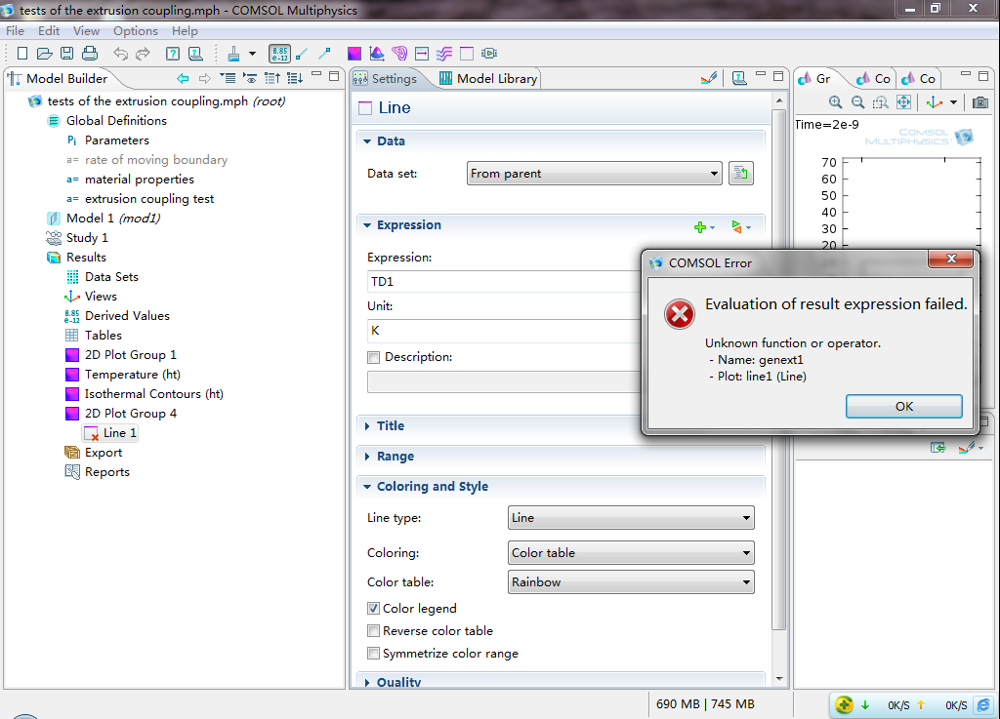 tests of the extrusion coupling.mph - COMSOL Multiphysics
File Edit View Options Help
8.85
e-12
Model Builder
tests of the extrusion coupling.mph (root)
Global Definitions
Pi Parameters
a= rate of moving boundary
a= material properties
a= extrusion coupling test
Model 1 (mod1)
Study 1
Results
Data Sets
Views
8.85
e-12 Derived Values
Tables
2D Plot Group 1
Temperature (ht)
Isothermal Contours (ht)
2D Plot Group 4
Line 1
Export
Reports
Settings Model Library
Line
Data
Data set: From parent
Expression
Expression:
TD1
Unit:
K
Description:
Title
Range
Coloring and Style
Line type: Line
Coloring: Color table
Color table: Rainbow
Color legend
Reverse color table
Symmetrize color range
Quality
Gr Co Co
Time=2e-9
COMSOL
MULTIPHYSICS
70
60
50
40
30
20
COMSOL Error
Evaluation of result expression failed.
Unknown function or operator.
- Name: genext1
- Plot: line1 (Line)
OK
690 MB | 745 MB
0K/S 0K/S